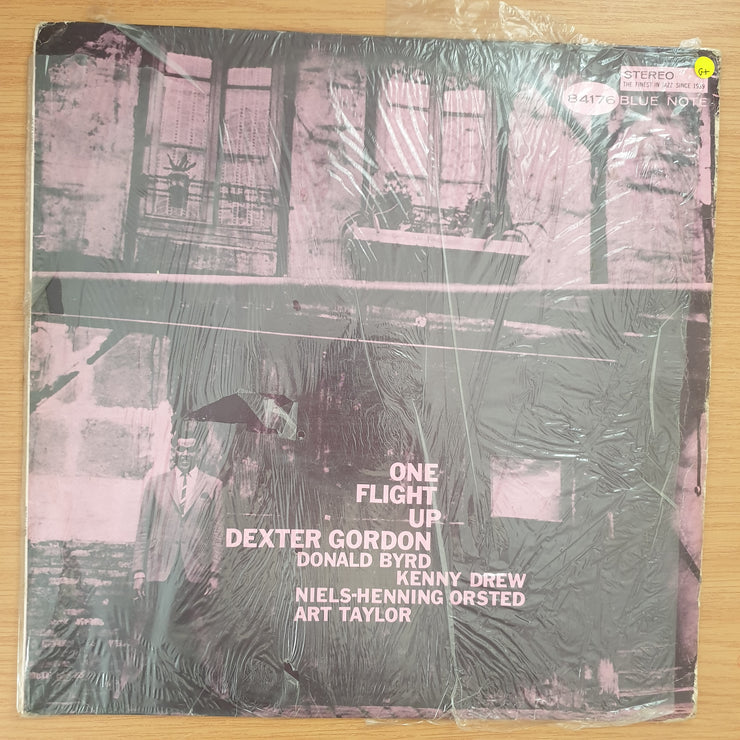 G+
STEREO
THE FINEST IN JAZZ SINCE 1939
84176 BLUE NOTE
ONE
FLIGHT
UP
DEXTER GORDON
DONALD BYRD
KENNY DREW
NIELS-HENNING ORSTED
ART TAYLOR